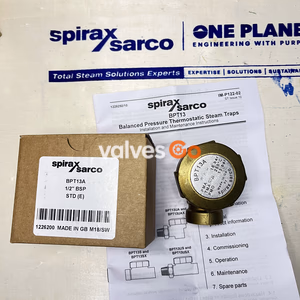 spirax sarco
ONE PLANE
ENGINEERING WITH PURP
Total Steam Solutions Experts
EXPERTISE | SOLUTIONS | SUSTAINA
IM-P122-02
spirax sarco
BPT13
Balanced Pressure Thermostatic Steam Traps
Installation and Maintenance Instructions
spirax sarco
BPT13A
1/2" BSP
STD (E)
1226200 MADE IN GB M18/SW
valves
BPT13A
3. Installation
4. Commissioning
5. Operation
6. Maintenance
7. Spare parts